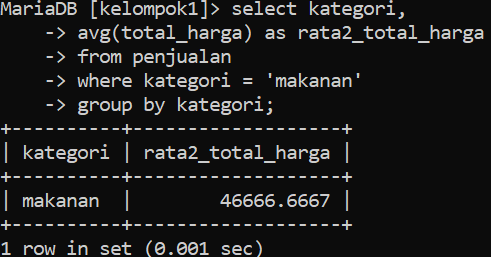 MariaDB [kelompok1]> select kategori,
    -> avg(total_harga) as rata2_total_harga
    -> from penjualan
    -> where kategori = 'makanan'
    -> group by kategori;
+----------+-------------------+
| kategori | rata2_total_harga |
+----------+-------------------+
| makanan  |        46666.6667 |
+----------+-------------------+
1 row in set (0.001 sec)